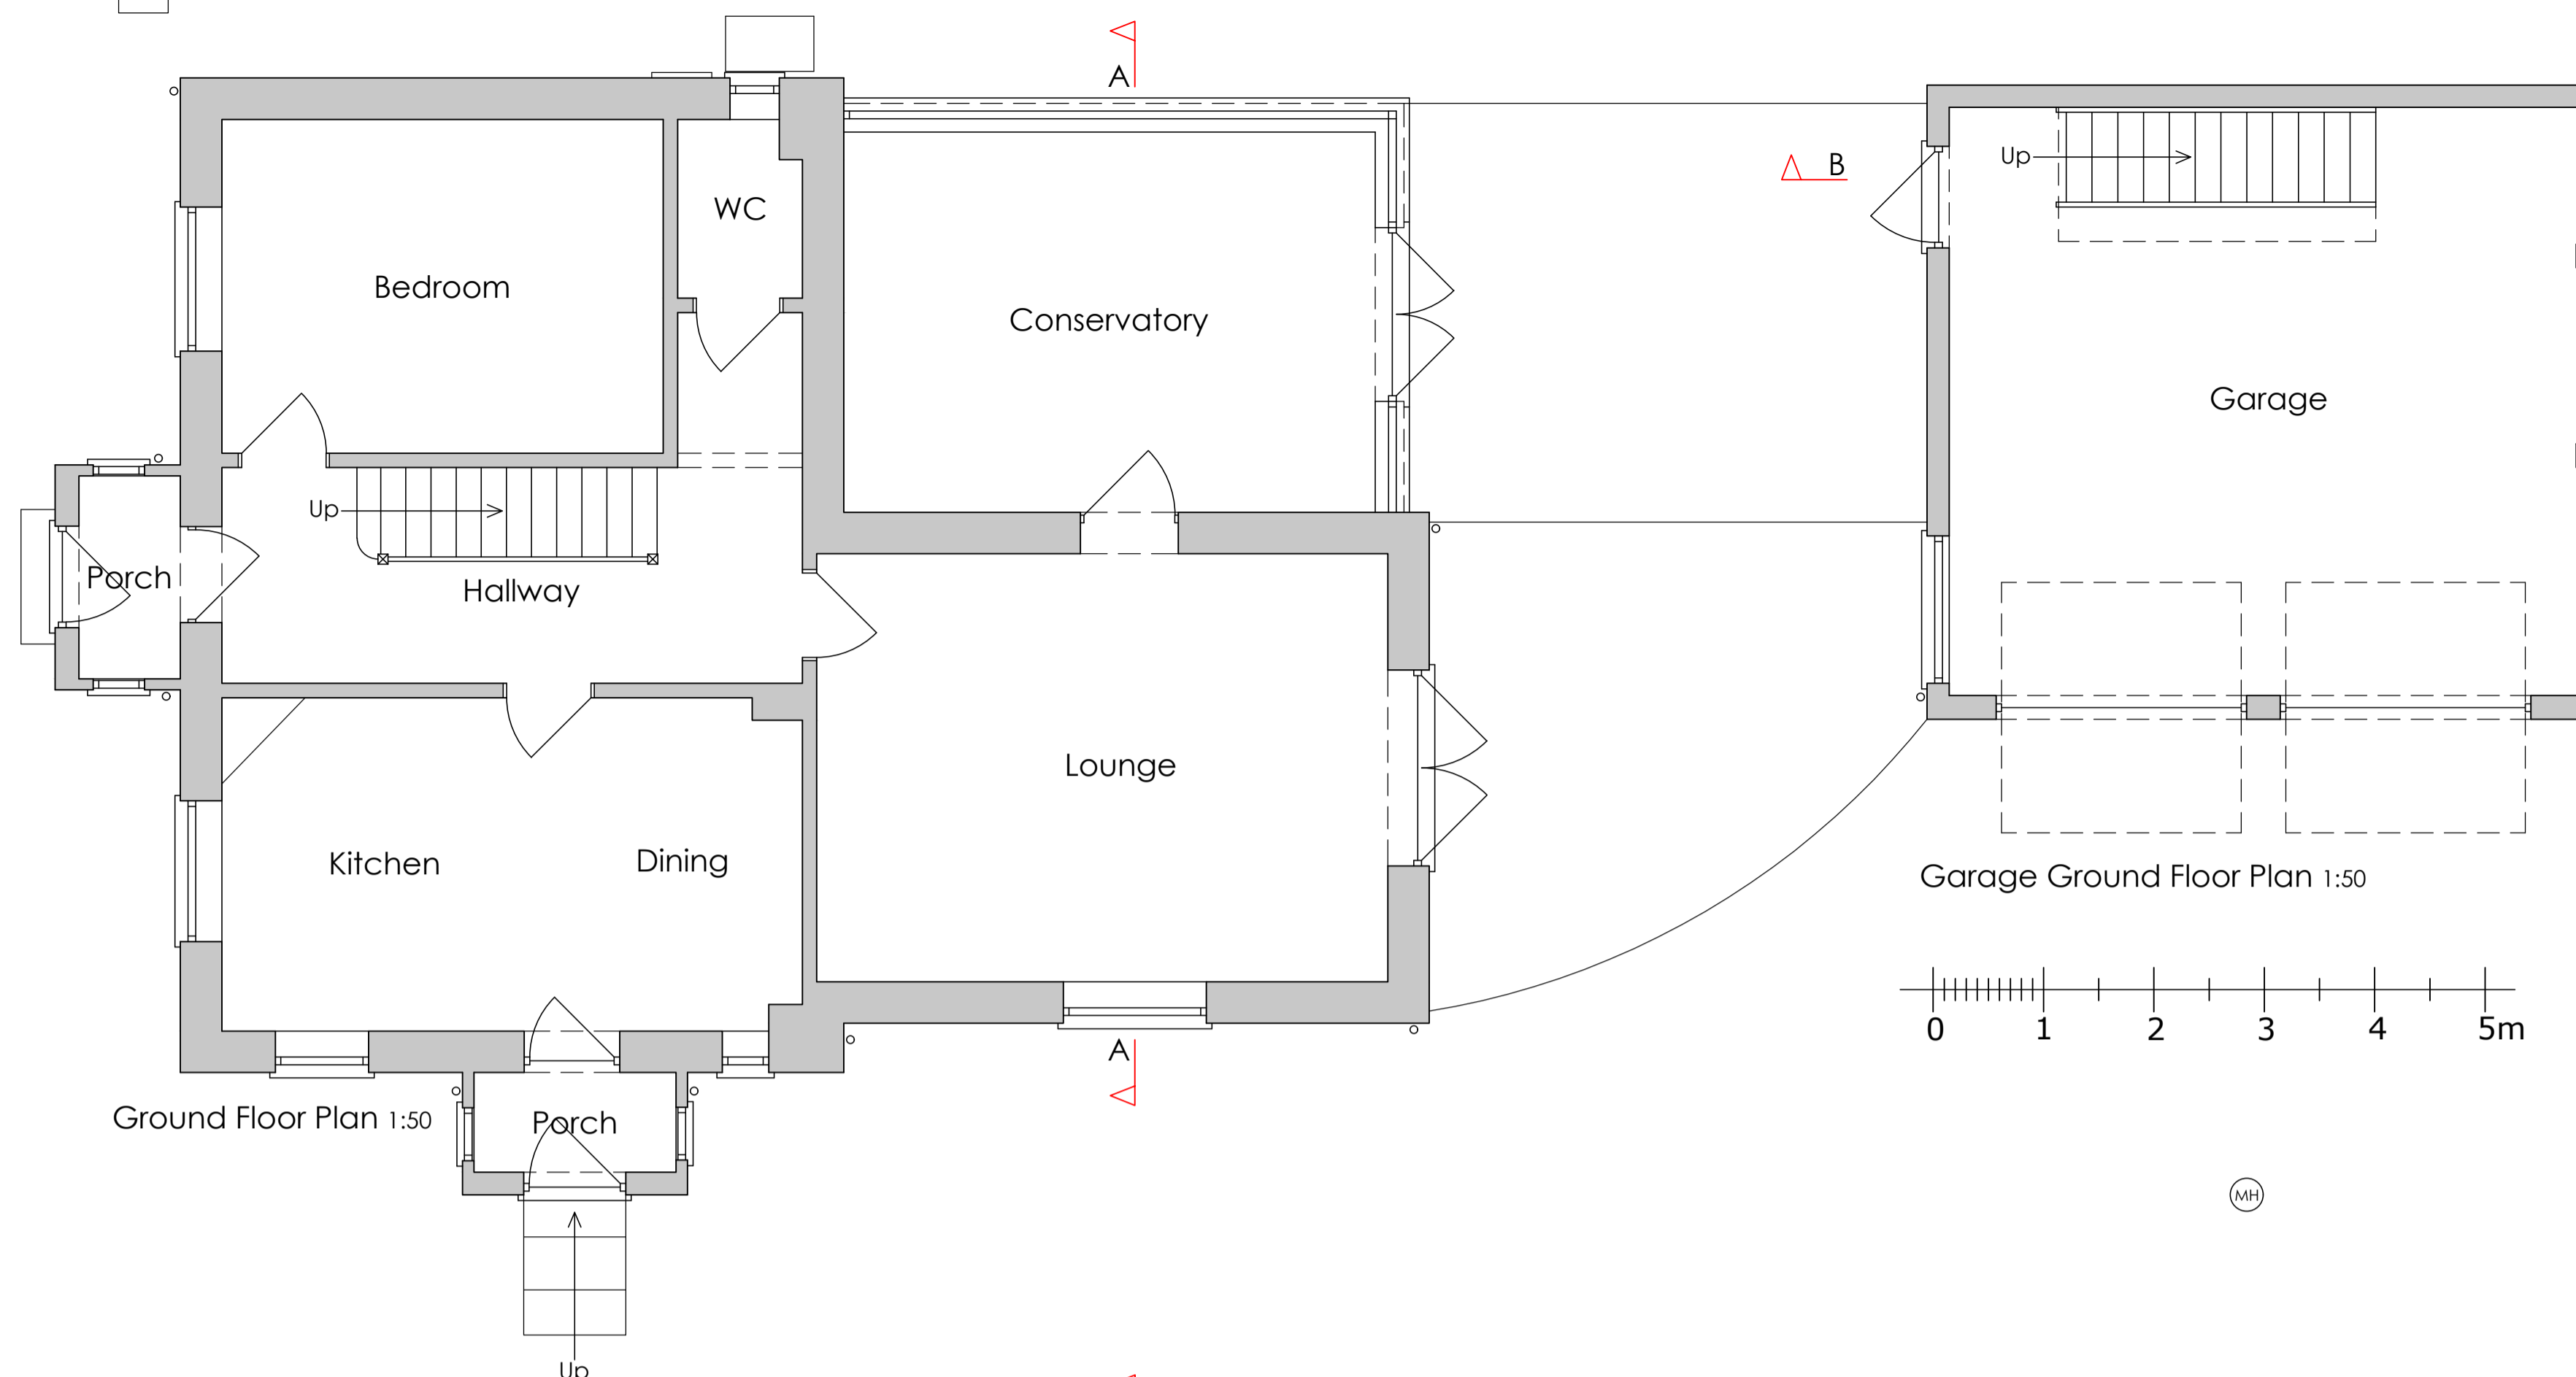 A
B
Up
WC
Bedroom
Conservatory
Garage
Up
Porch
Hallway
Lounge
Kitchen
Dining
Garage Ground Floor Plan 1:50
0 1 2 3 4 5m
A
Ground Floor Plan 1:50
Porch
MH
Up